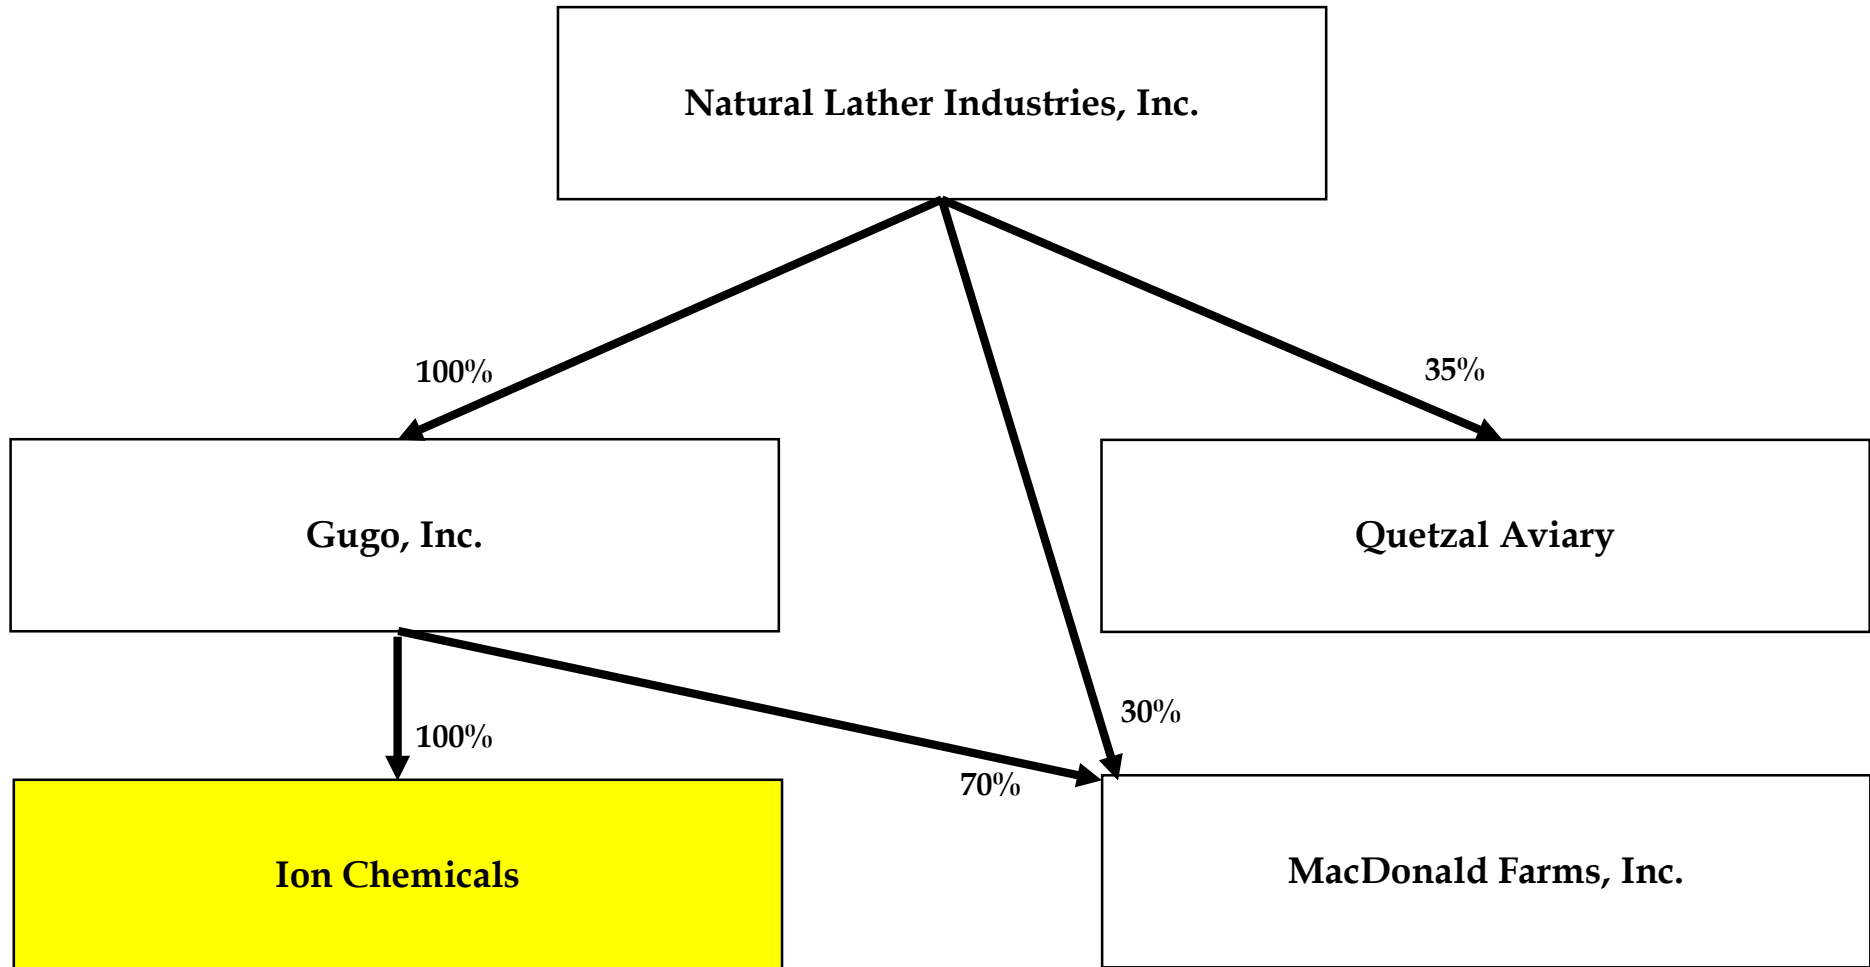 Natural Lather Industries, Inc.
100%
35%
Gugo, Inc.
Quetzal Aviary
30%
100%
70%
Ion Chemicals
MacDonald Farms, Inc.